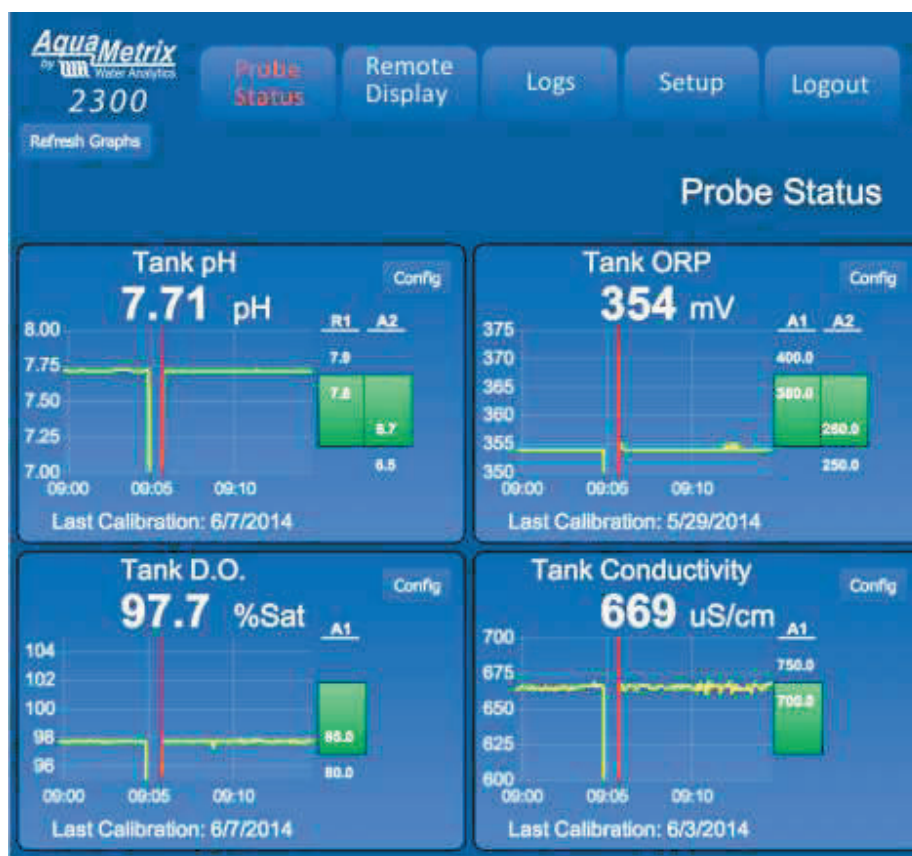 AquaMetrix
by Water Analytics
2300
Probe Status
Remote Display
Logs
Setup
Logout
Refresh Graphs
Probe Status
Tank pH
Config
7.71 pH
R1 A2
8.00
7.75
7.50
7.25
7.00
7.9
7.8
6.7
6.5
09:00 09:05 09:10
Last Calibration: 6/7/2014
Tank ORP
Config
354 mV
A1 A2
375
370
365
360
355
350
400.0
380.0
260.0
250.0
09:00 09:05 09:10
Last Calibration: 5/29/2014
Tank D.O.
Config
97.7 %Sat
A1
104
102
100
98
96
80.0
09:00 09:05 09:10
Last Calibration: 6/7/2014
Tank Conductivity
Config
669 uS/cm
A1
700
675
650
625
600
750.0
700.0
09:00 09:05 09:10
Last Calibration: 6/3/2014